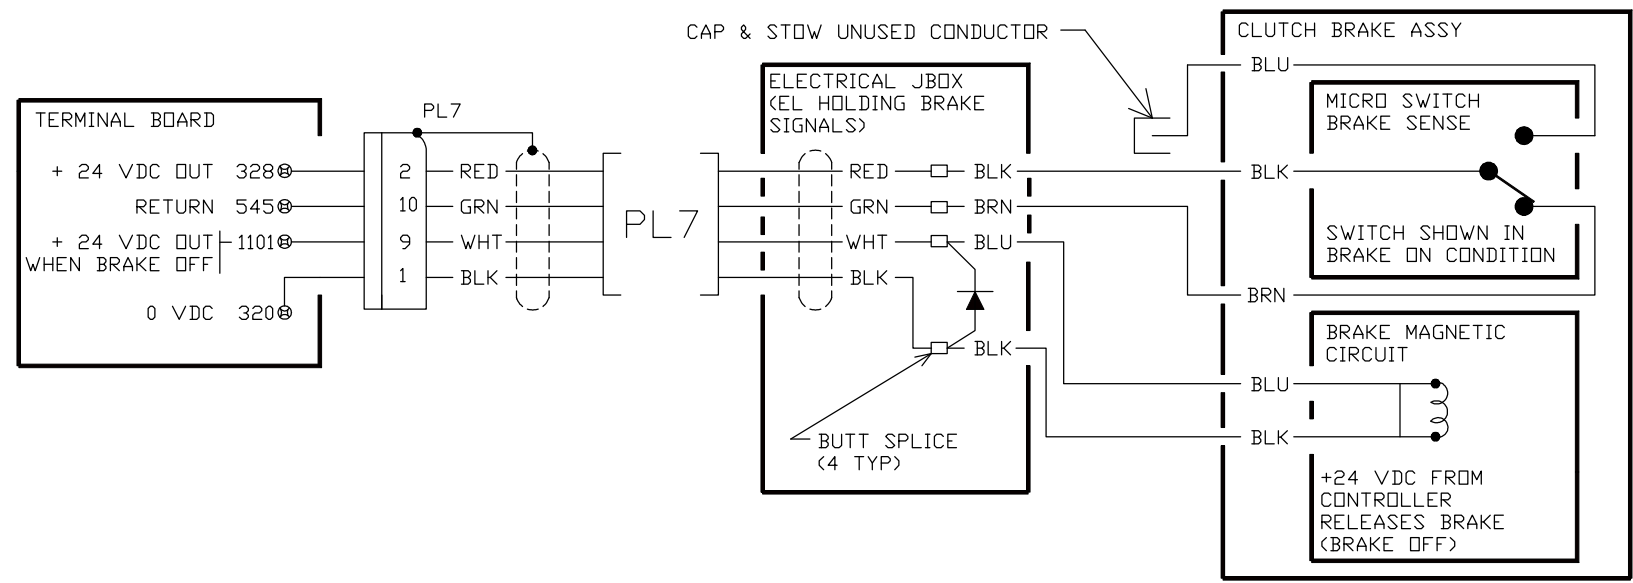 CAP & STOW UNUSED CONDUCTOR
CLUTCH BRAKE ASSY
BLU
ELECTRICAL JBOX
(EL HOLDING BRAKE
SIGNALS)
MICRO SWITCH
BRAKE SENSE
TERMINAL BOARD
PL7
+ 24 VDC OUT 328
2
RED
RED
BLK
BLK
RETURN 545
10
GRN
GRN
BRN
+ 24 VDC OUT
WHEN BRAKE OFF
1101
9
WHT
WHT
BLU
PL7
SWITCH SHOWN IN
BRAKE ON CONDITION
1
BLK
BLK
BRN
0 VDC 320
BRAKE MAGNETIC
CIRCUIT
BLK
BLU
BLK
BUTT SPLICE
(4 TYP)
+24 VDC FROM
CONTROLLER
RELEASES BRAKE
(BRAKE OFF)